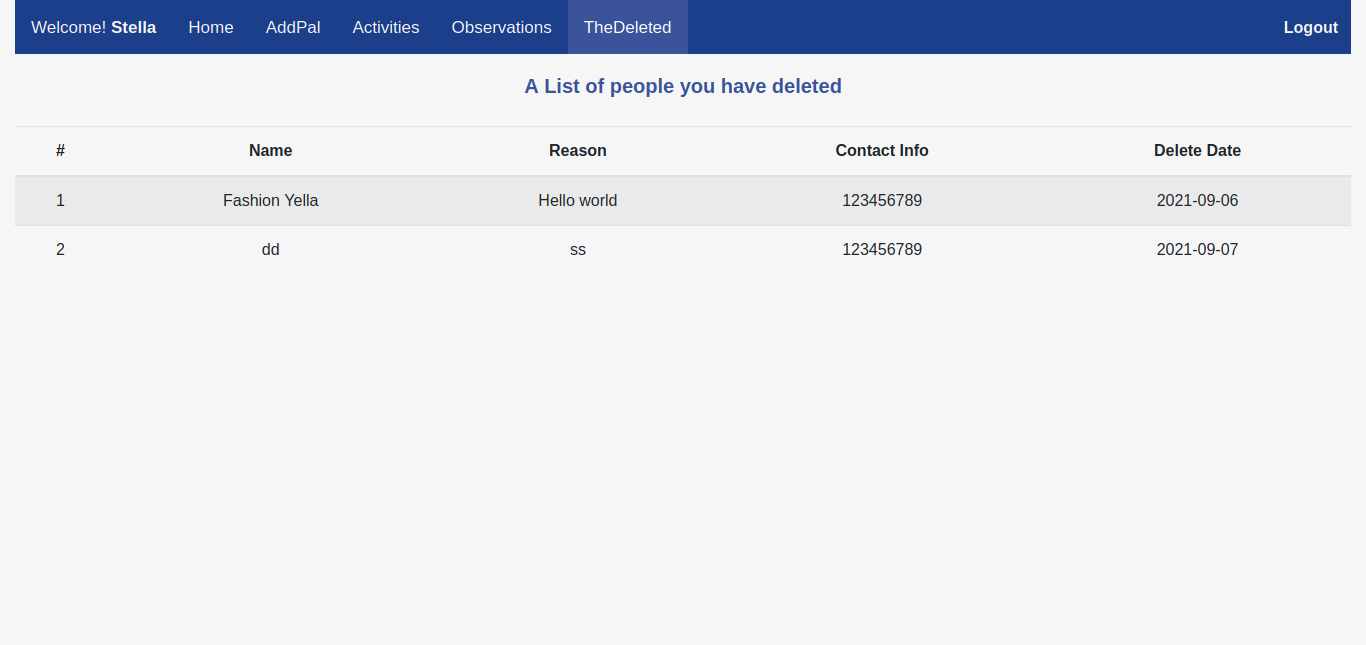 Welcome! Stella Home AddPal Activities Observations TheDeleted Logout
A List of people you have deleted
# Name Reason Contact Info Delete Date
1 Fashion Yella Hello world 123456789 2021-09-06
2 dd ss 123456789 2021-09-07